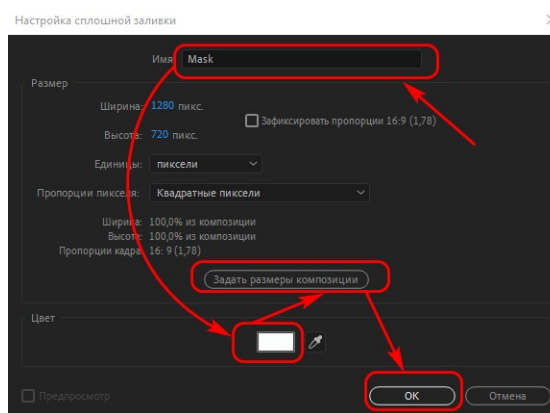 Настройка сплошной заливки
Имя: Mask
Размер
Ширина: 1280 пикс.
Зафиксировать пропорции 16:9 (1,78)
Высота: 720 пикс.
Единицы: пиксели
Пропорции пикселя: Квадратные пиксели
Ширина: 100,0% из композиции
Высота: 100,0% из композиции
Пропорции кадра: 16: 9 (1,78)
Задать размеры композиции
Цвет
Предпросмотр
OK
Отмена